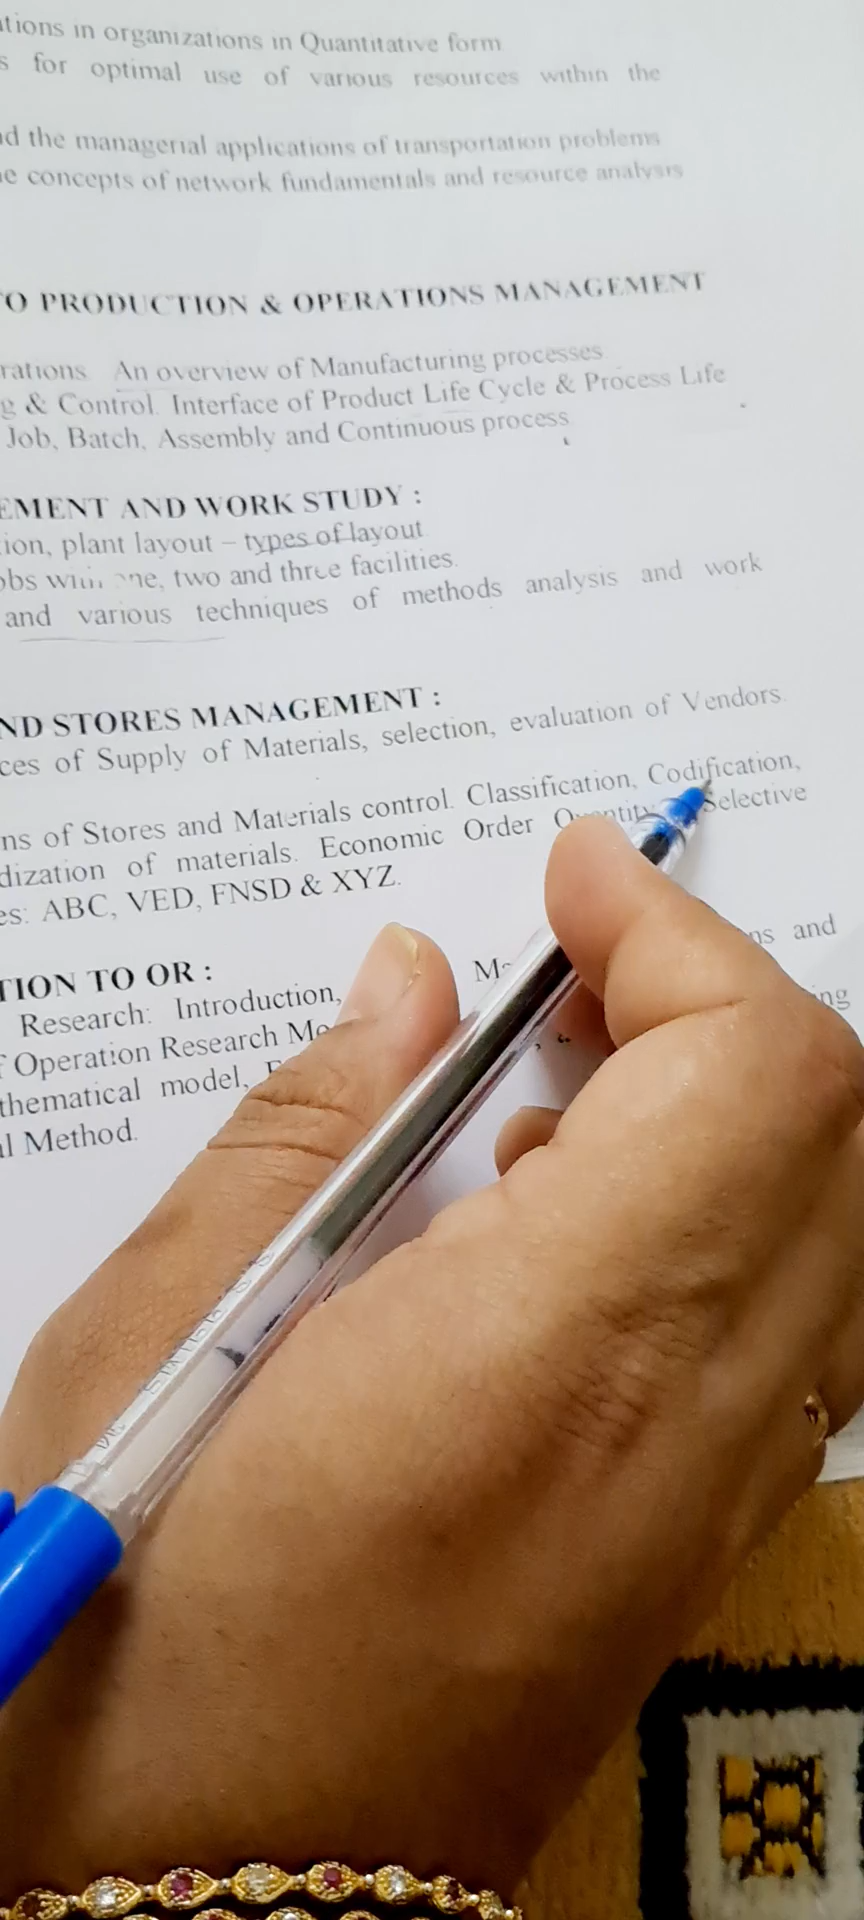 tions in organizations in Quantitative form
s for optimal use of various resources within the
d the managerial applications of transportation problems
e concepts of network fundamentals and resource analysis
O PRODUCTION & OPERATIONS MANAGEMENT
rations. An overview of Manufacturing processes
g & Control. Interface of Product Life Cycle & Process Life
Job, Batch, Assembly and Continuous process
EMENT AND WORK STUDY :
ion, plant layout – types of layout
obs with one, two and three facilities.
and various techniques of methods analysis and work
ND STORES MANAGEMENT :
ces of Supply of Materials, selection, evaluation of Vendors.
ns of Stores and Materials control. Classification, Codification,
dization of materials. Economic Order Quantity Selective
es: ABC, VED, FNSD & XYZ.
TION TO OR :
Research: Introduction, ns and
f Operation Research ng
thematical model,
al Method.